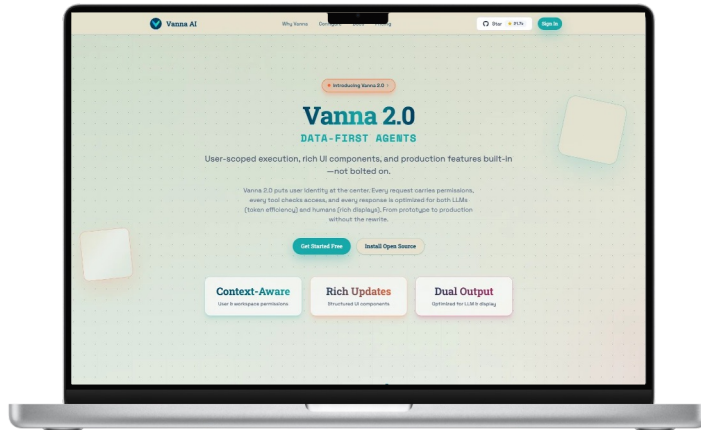 Vanna AI
Why Vanna
Star
Sign In
Introducing Vanna 2.0
Vanna 2.0
DATA-FIRST AGENTS
User-scoped execution, rich UI components, and production features built-in
—not bolted on.
Vanna 2.0 puts user identity at the center. Every request carries permissions,
every tool checks access, and every response is optimized for both LLMs
(token efficiency) and humans (rich displays). From prototype to production
without the rewrite.
Get Started Free
Install Open Source
Context-Aware
User & workspace permissions
Rich Updates
Structured UI components
Dual Output
Optimized for LLM & display